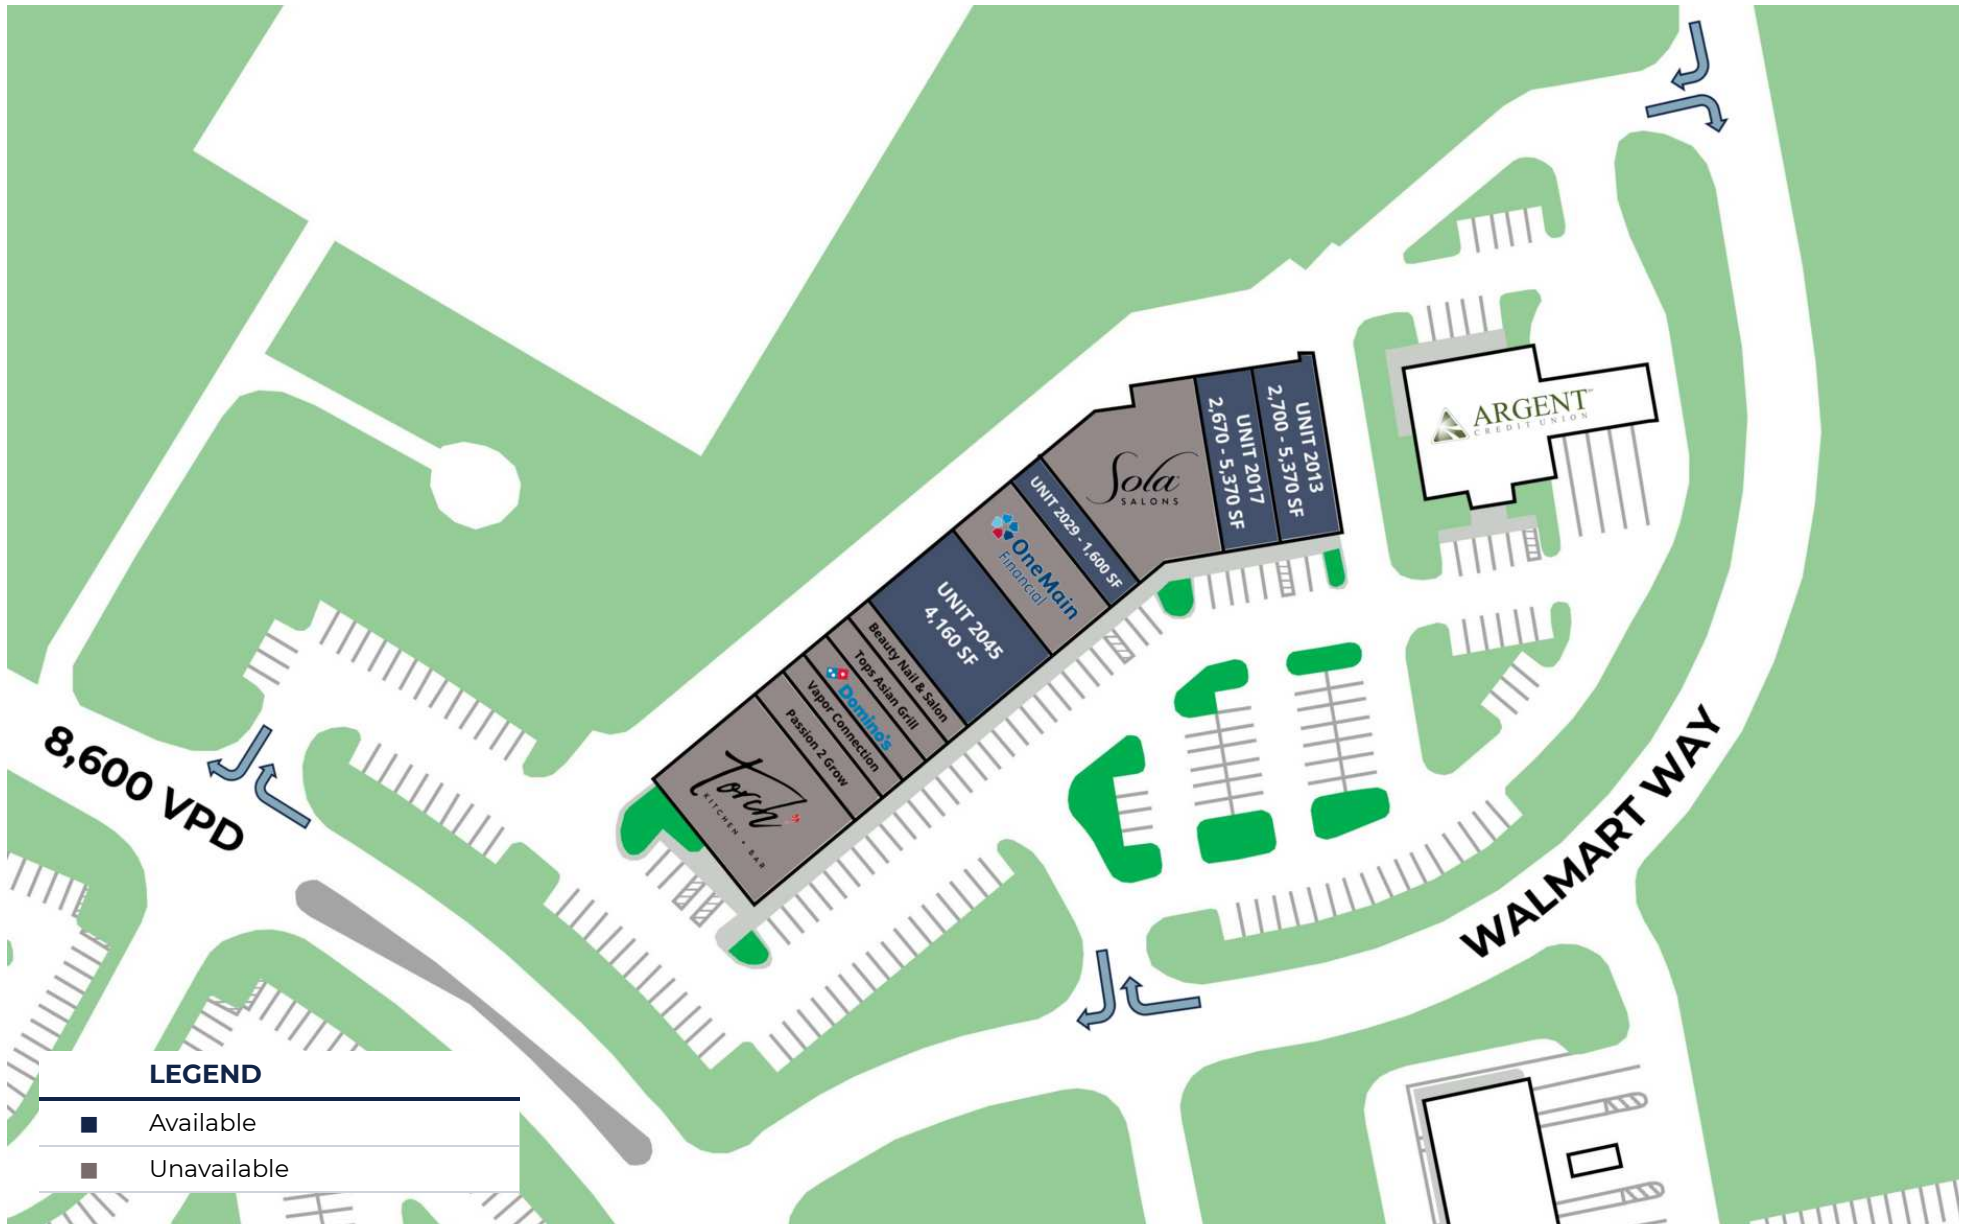 UNIT 2013
2,700 - 5,370 SF
UNIT 2017
2,670 - 5,370 SF
Sola
SALONS
UNIT 2029 - 1,600 SF
OneMain
Financial
UNIT 2045
4,160 SF
Beauty Nail & Salon
Tops Asian Grill
Domino's
Vapor Connection
Passion 2 Grow
Torch
KITCHEN + BAR
ARGENT
CREDIT UNION
8,600 VPD
WALMART WAY
LEGEND
Available
Unavailable